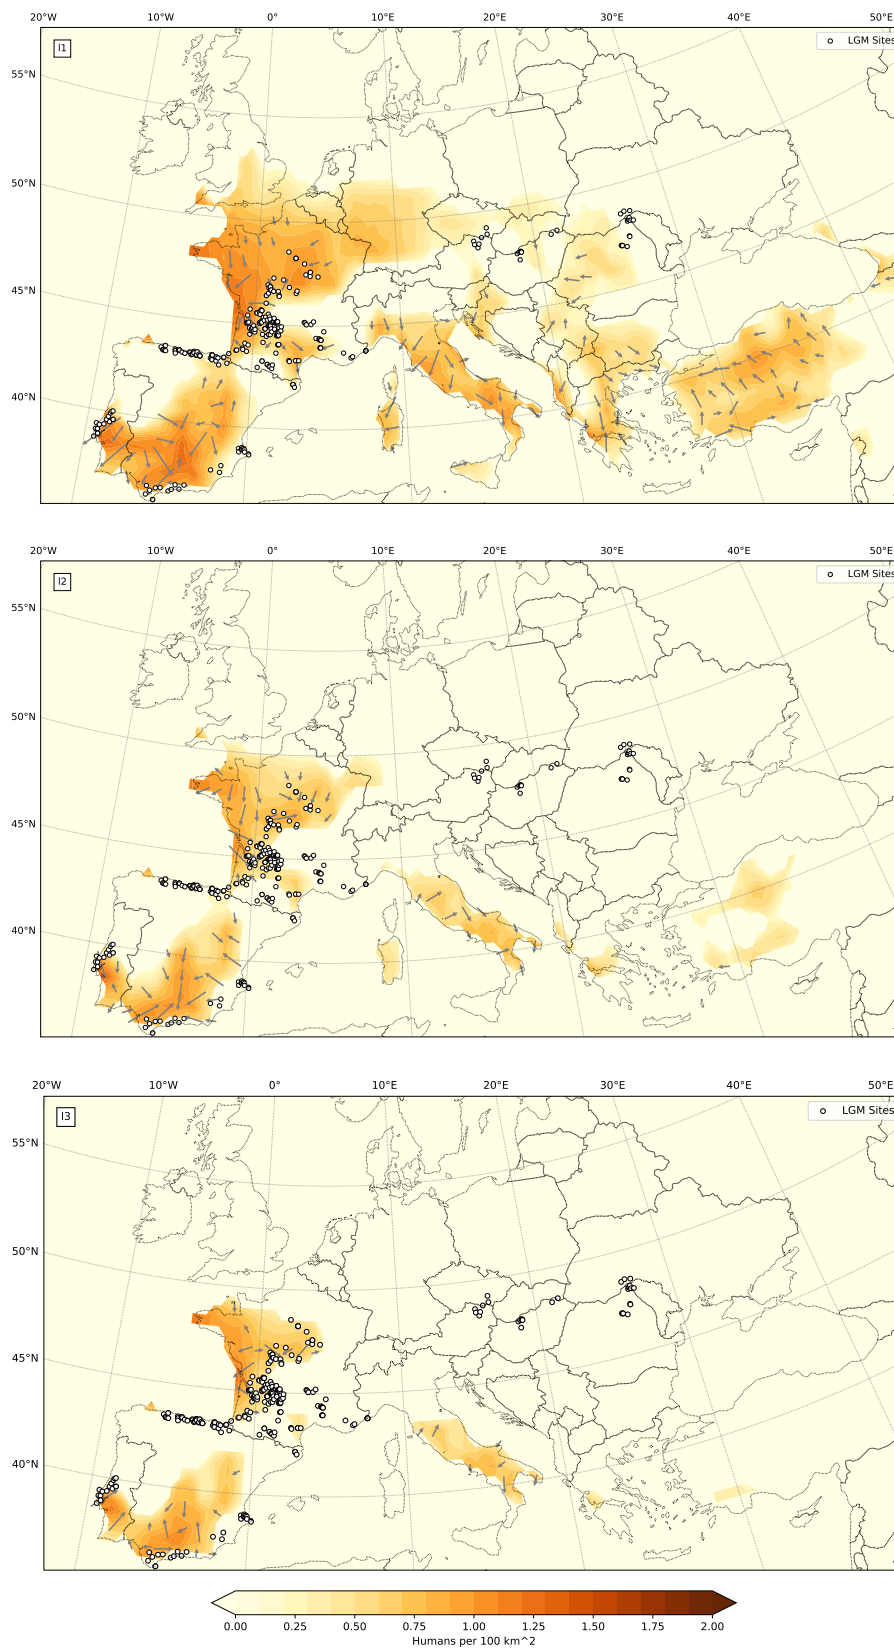 20°W 10°W 0° 10°E 20°E 30°E 40°E 50°E
I1
LGM Sites
55°N
50°N
45°N
40°N
20°W 10°W 0° 10°E 20°E 30°E 40°E 50°E
I2
LGM Sites
55°N
50°N
45°N
40°N
20°W 10°W 0° 10°E 20°E 30°E 40°E 50°E
I3
LGM Sites
55°N
50°N
45°N
40°N
0.00 0.25 0.50 0.75 1.00 1.25 1.50 1.75 2.00
Humans per 100 km^2